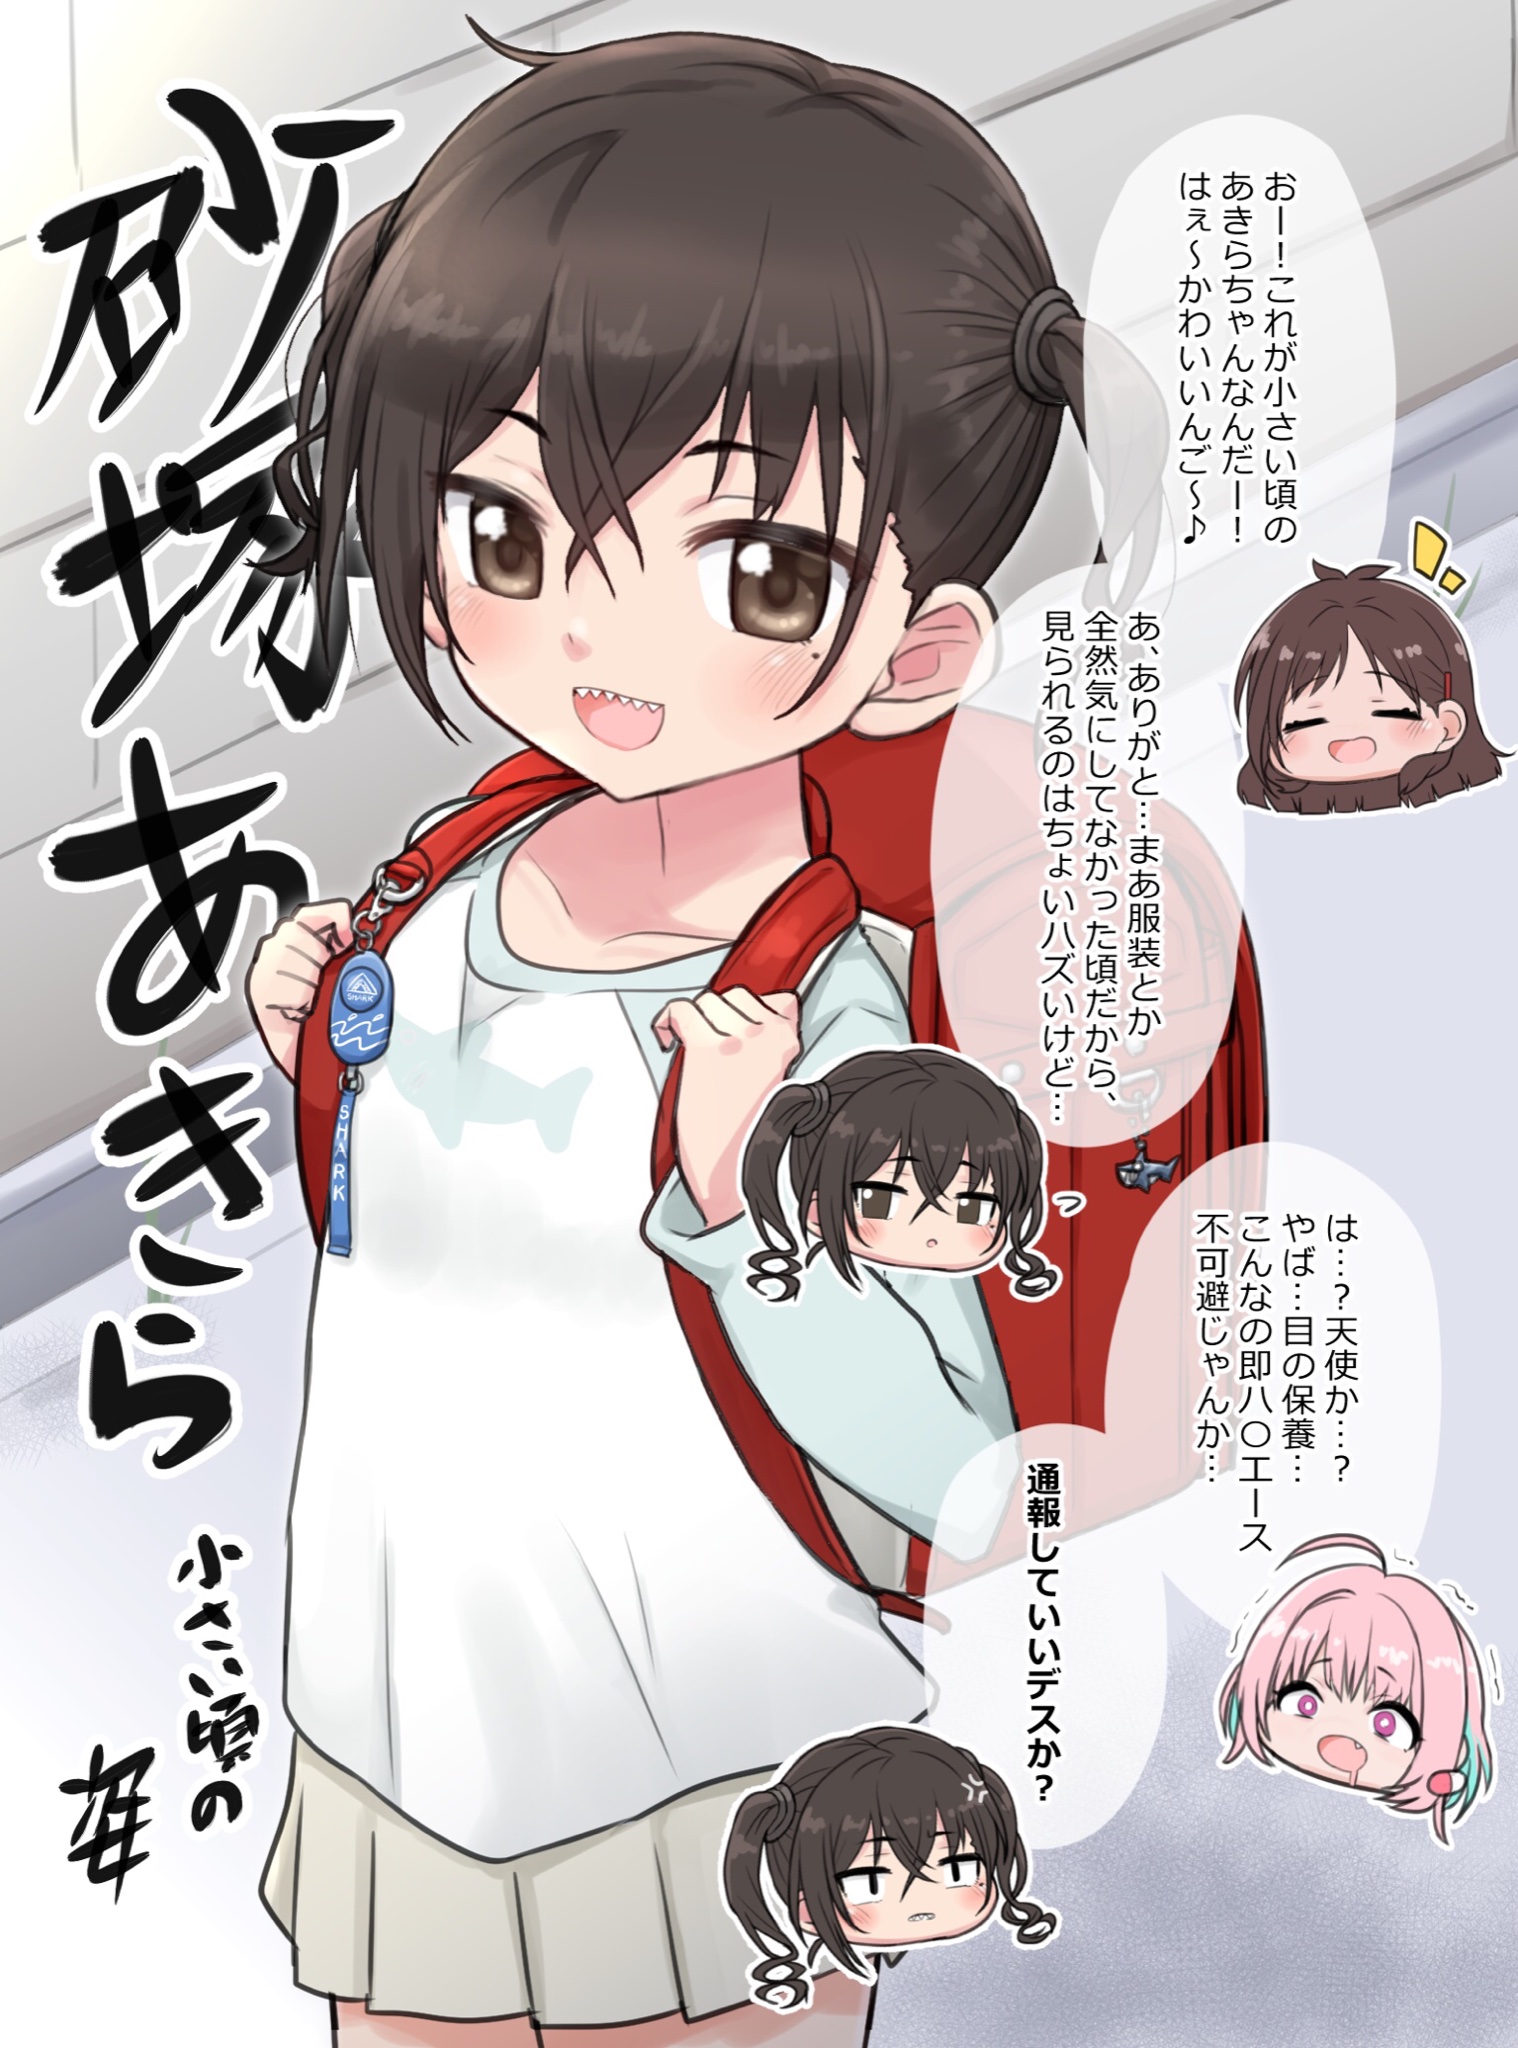 砂塚あきら
小さい頃の
姿
おー!これが小さい頃の
あきらちゃんなんだー!
はぇ〜かわいいんご〜♪
あ、ありがと…まあ服装とか
全然気にしてなかった頃だから、
見られるのはちょいハズいけど…
は…?天使か…?
やば…目の保養…
こんなの即八〇エース
不可避じゃんか…
通報していいデスか?
SHARK
SHARK